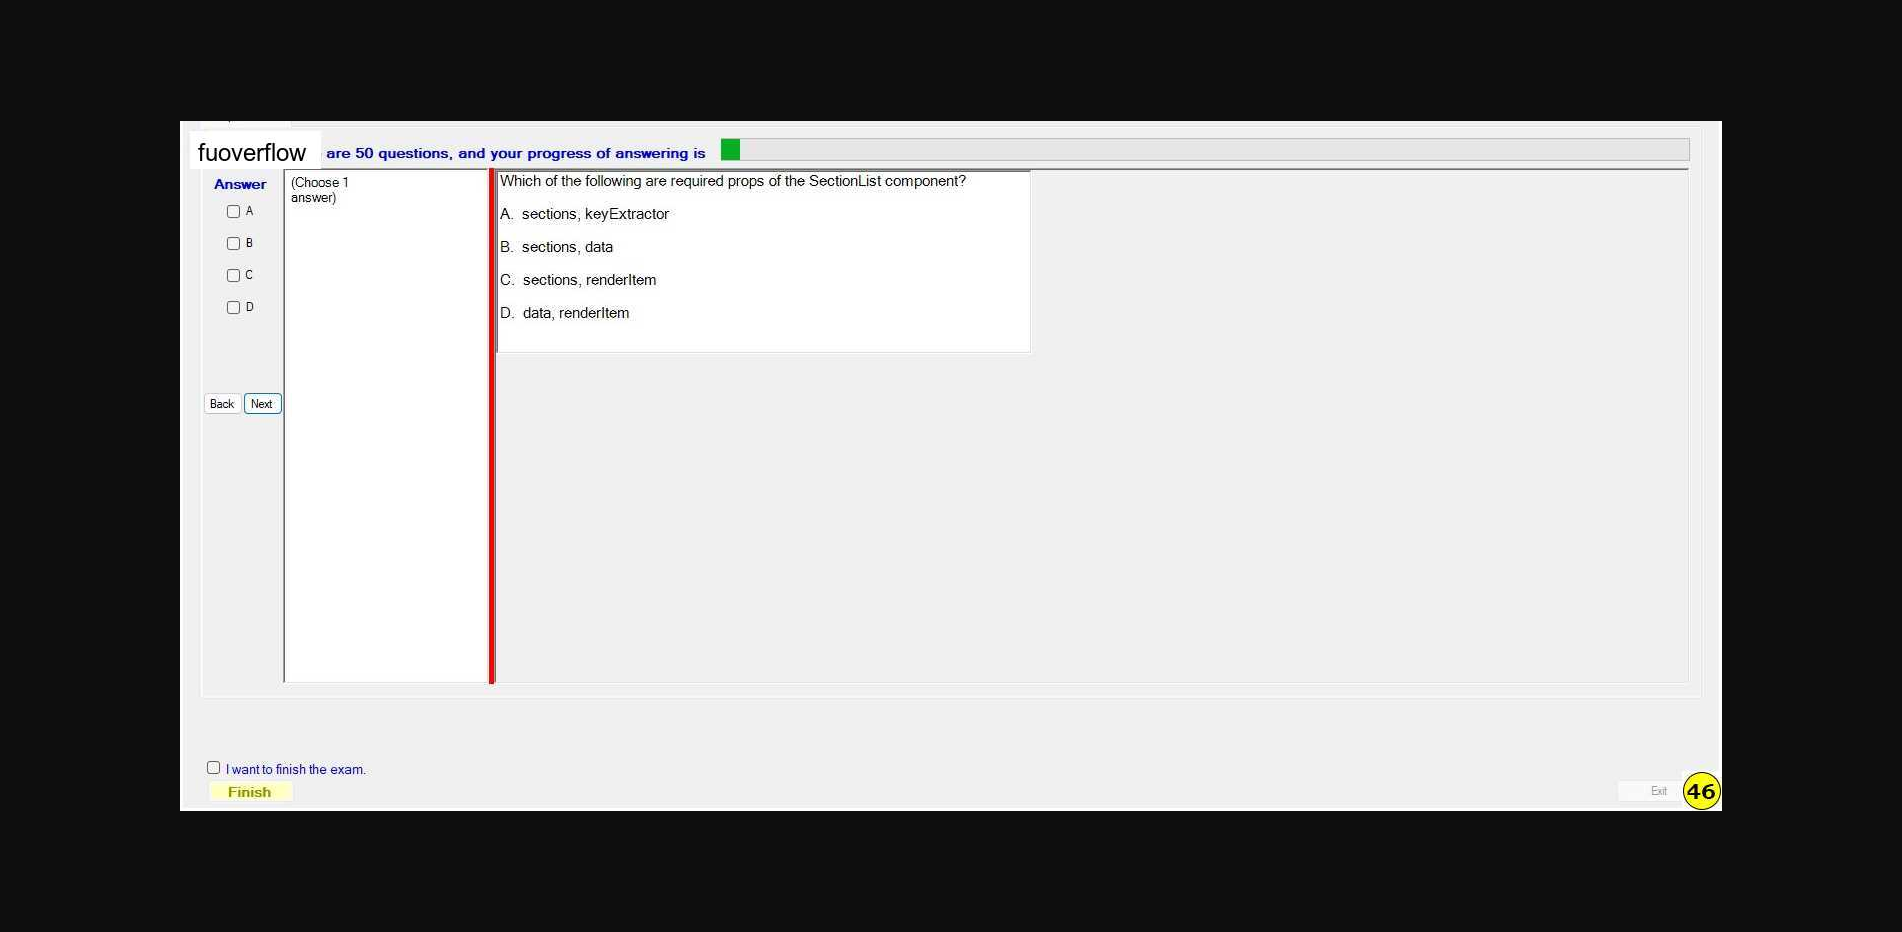 fuoverflow are 50 questions, and your progress of answering is
Answer
A
B
C
D
Back Next
(Choose 1
answer)
Which of the following are required props of the SectionList component?
A. sections, keyExtractor
B. sections, data
C. sections, renderItem
D. data, renderItem
I want to finish the exam.
Finish
Exit 46